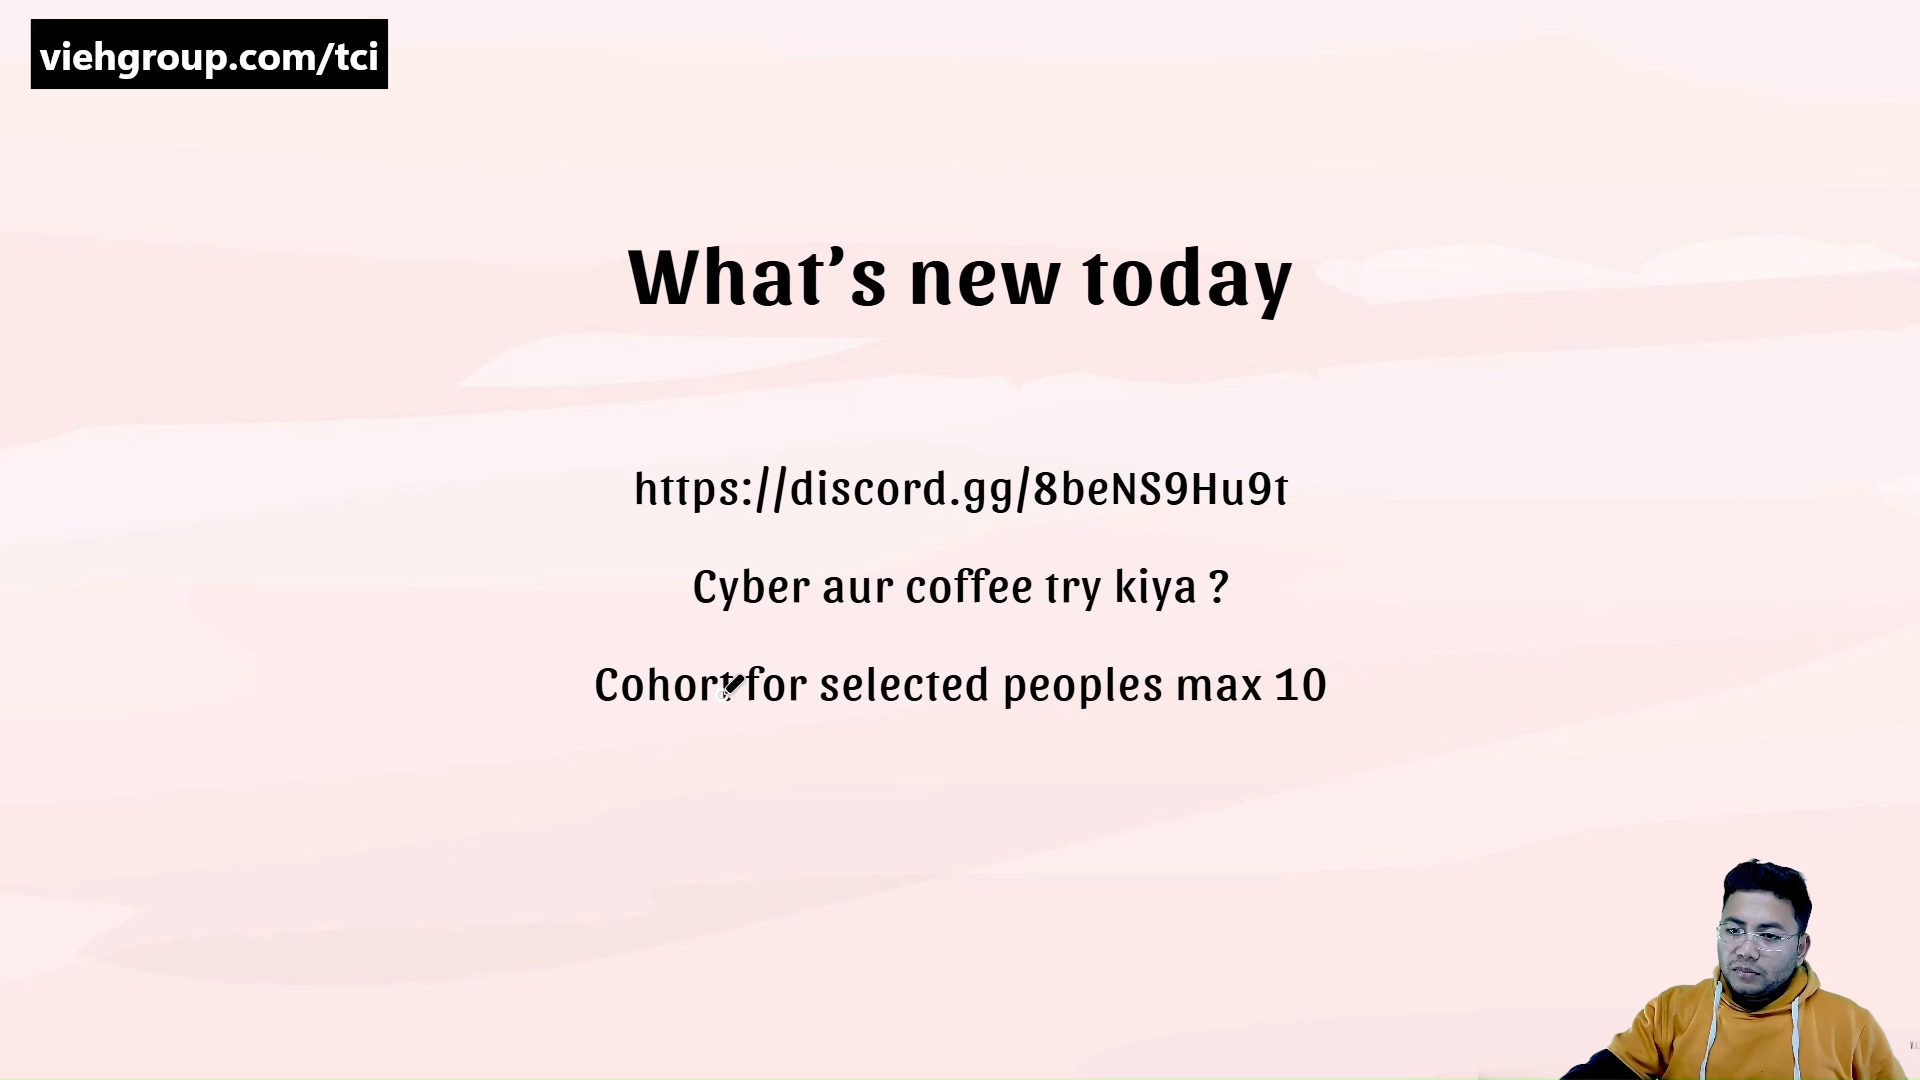 viehgroup.com/tci
What’s new today
https://discord.gg/8beNS9Hu9t
Cyber aur coffee try kiya ?
Cohort for selected peoples max 10